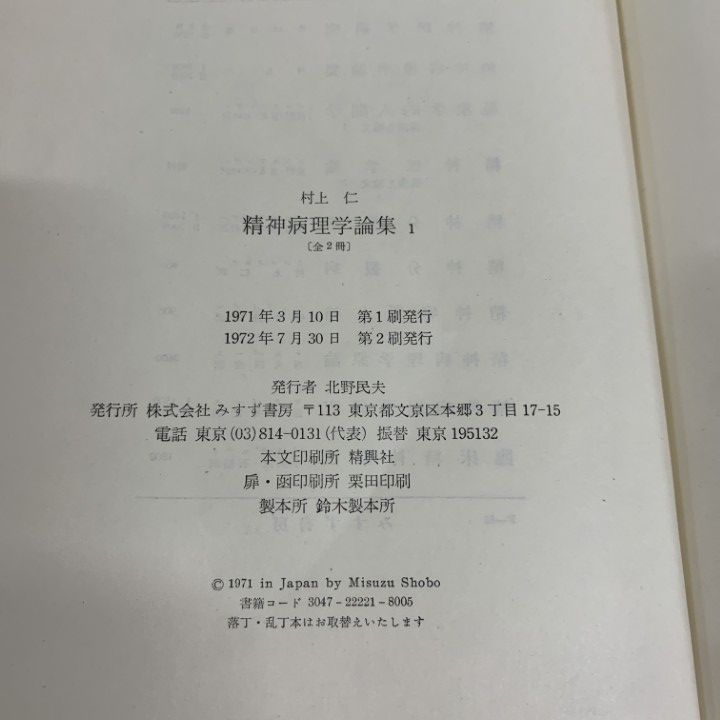 村上 仁
精神病理学論集 1
〔全2冊〕
1971年3月10日 第1刷発行
1972年7月30日 第2刷発行
発行者 北野民夫
発行所 株式会社 みすず書房 〒113 東京都文京区本郷3丁目17-15
電話 東京(03)814-0131(代表) 振替 東京195132
本文印刷所 精興社
扉・函印刷所 栗田印刷
製本所 鈴木製本所
© 1971 in Japan by Misuzu Shobo
書籍コード 3047-22221-8005
落丁・乱丁本はお取替えいたします